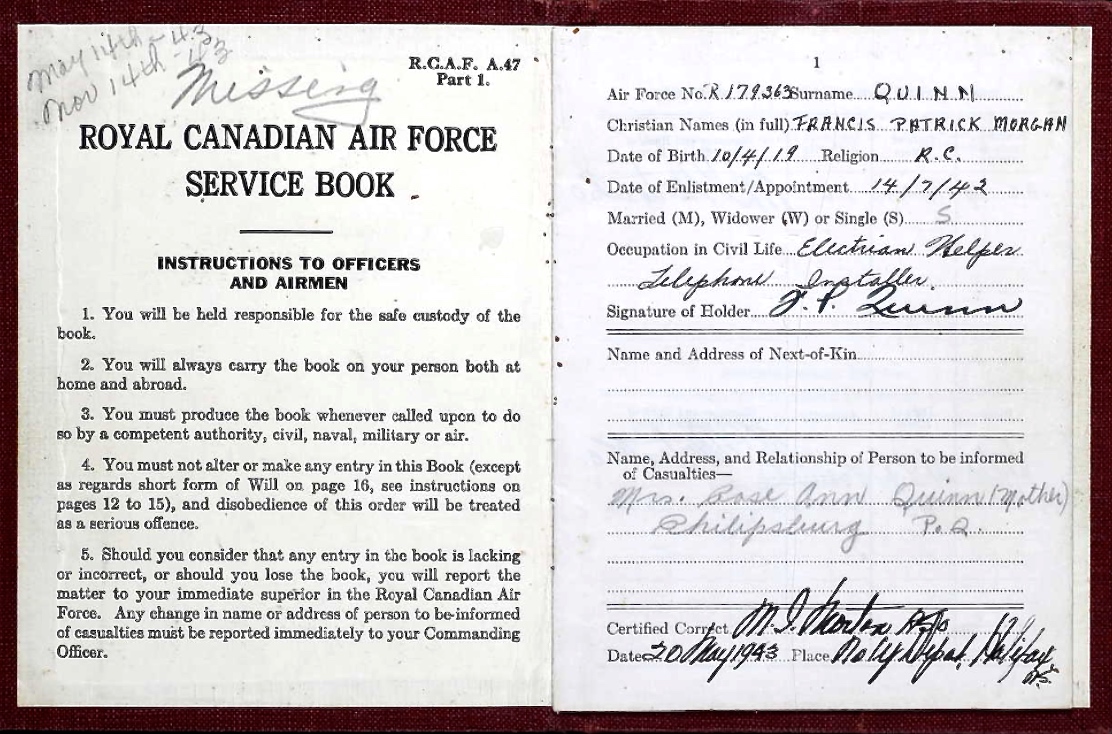 May 14th - 43
Nov 14th - 43
Missing
R.C.A.F. A.47
Part 1.
ROYAL CANADIAN AIR FORCE
SERVICE BOOK
INSTRUCTIONS TO OFFICERS
AND AIRMEN
1. You will be held responsible for the safe custody of the
book.
2. You will always carry the book on your person both at
home and abroad.
3. You must produce the book whenever called upon to do
so by a competent authority, civil, naval, military or air.
4. You must not alter or make any entry in this Book (except
as regards short form of Will on page 16, see instructions on
pages 12 to 15), and disobedience of this order will be treated
as a serious offence.
5. Should you consider that any entry in the book is lacking
or incorrect, or should you lose the book, you will report the
matter to your immediate superior in the Royal Canadian Air
Force. Any change in name or address of person to be informed
of casualties must be reported immediately to your Commanding
Officer.
1
Air Force No. R179363 Surname QUINN
Christian Names (in full) FRANCIS PATRICK MORGAN
Date of Birth 10/4/19 Religion R.C.
Date of Enlistment/Appointment 14/7/42
Married (M), Widower (W) or Single (S) S
Occupation in Civil Life Electrian Helper
Telephone Installer
Signature of Holder F. P. Quinn
Name and Address of Next-of-Kin
Name, Address, and Relationship of Person to be informed
of Casualties—
Mrs. Rose Ann Quinn (Mother)
Philipsburg P.Q.
Certified Correct M. I. Morton
Date 20 May 1943 Place Halifax
N.S.